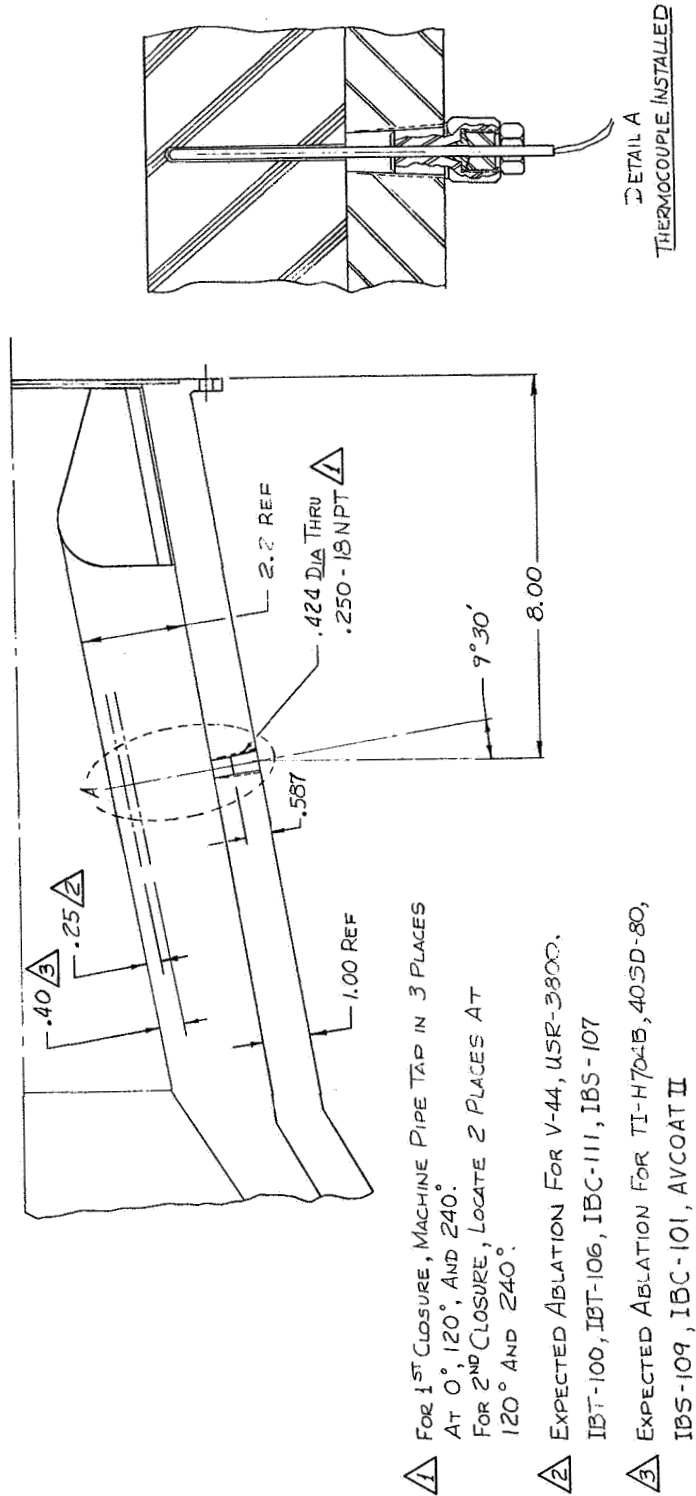 .40 3
.25 2
A
2.2 REF
.424 DIA THRU
.250-18NPT 1
.587
1.00 REF
9°30′
8.00
DETAIL A
THERMOCOUPLE INSTALLED
1 FOR 1ST CLOSURE, MACHINE PIPE TAP IN 3 PLACES
AT 0°, 120°, AND 240°.
FOR 2ND CLOSURE, LOCATE 2 PLACES AT
120° AND 240°.
2 EXPECTED ABLATION FOR V-44, USR-3800,
IBT-100, IBT-106, IBC-111, IBS-107
3 EXPECTED ABLATION FOR TI-H704B, 40SD-80,
IBS-109, IBC-101, AVCOAT II